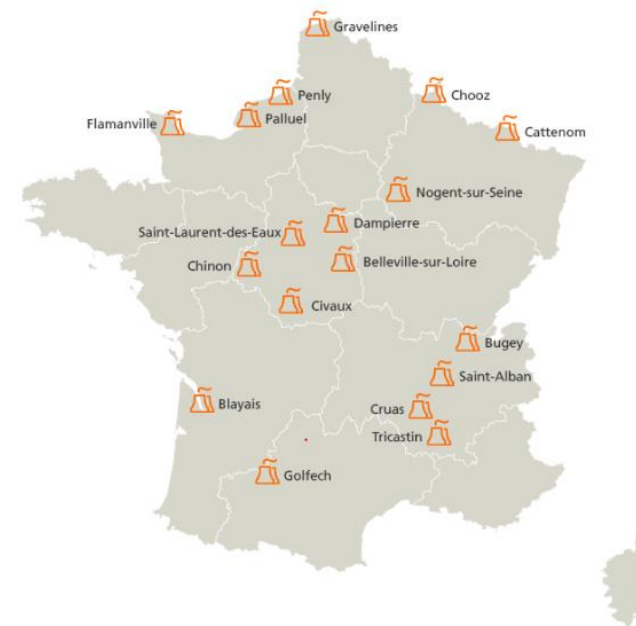 Gravelines
Penly
Chooz
Palluel
Flamanville
Cattenom
Nogent-sur-Seine
Dampierre
Saint-Laurent-des-Eaux
Belleville-sur-Loire
Chinon
Civaux
Bugey
Saint-Alban
Blayais
Cruas
Tricastin
Golfech